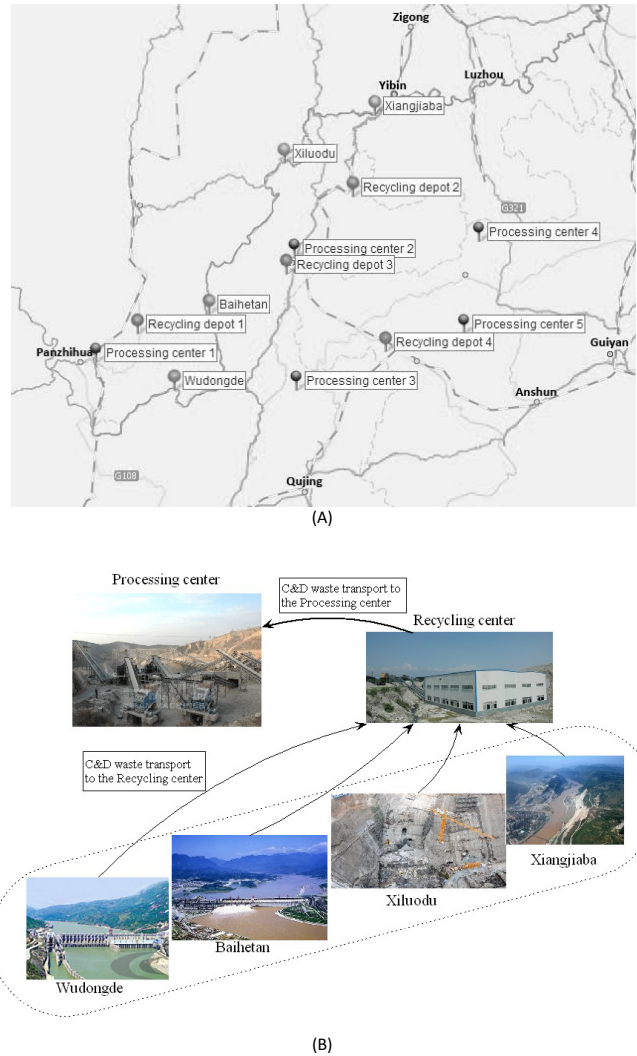 Zigong
Yibin
Luzhou
Xiangjiaba
Xiluodu
Recycling depot 2
G321
Processing center 4
Processing center 2
Recycling depot 3
Baihetan
Recycling depot 1
Processing center 5
Panzhihua
Processing center 1
Recycling depot 4
Guiyan
Wudongde
Processing center 3
Anshun
G108
Qujing
(A)
Processing center
C&D waste transport to
the Processing center
Recycling center
C&D waste transport
to the Recycling center
Xiangjiaba
Xiluodu
Baihetan
Wudongde
(B)